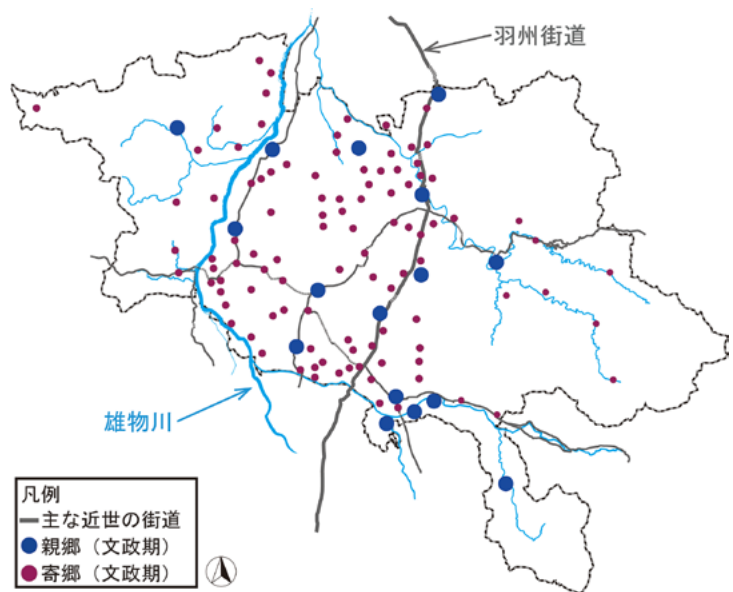 羽州街道
雄物川
凡例
主な近世の街道
親郷（文政期）
寄郷（文政期）